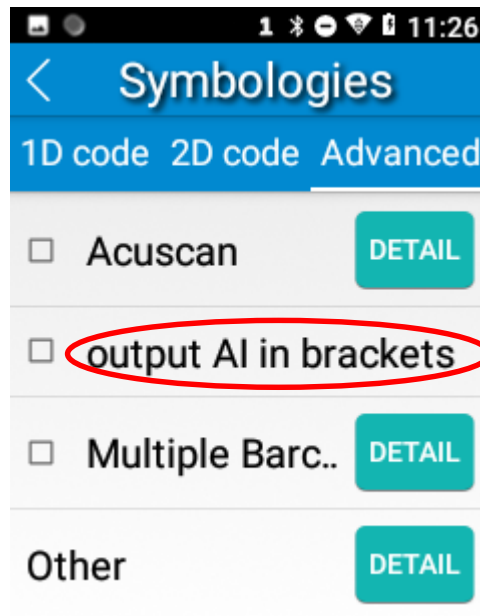 1 11:26
Symbologies
1D code 2D code Advanced
Acuscan DETAIL
output AI in brackets
Multiple Barc.. DETAIL
Other DETAIL